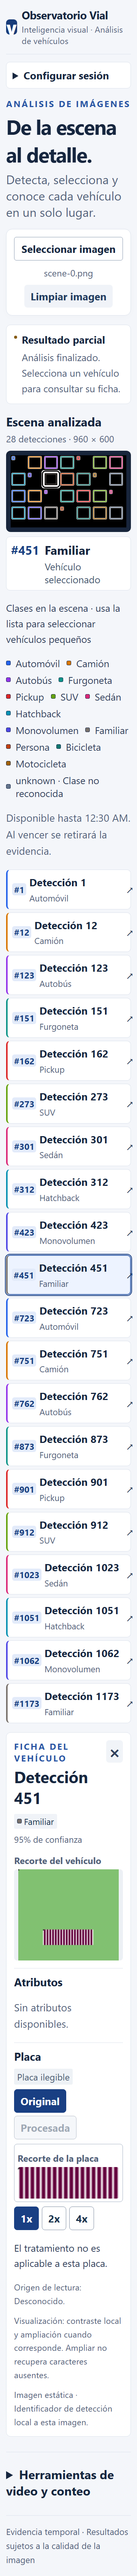 Observatorio Vial
Inteligencia visual · Análisis
de vehículos
▶ Configurar sesión
ANÁLISIS DE IMÁGENES
De la escena
al detalle.
Detecta, selecciona y
conoce cada vehículo
en un solo lugar.
Seleccionar imagen
scene-0.png
Limpiar imagen
Resultado parcial
Análisis finalizado.
Selecciona un vehículo
para consultar su ficha.
Escena analizada
28 detecciones · 960 × 600
#451 Familiar
Vehículo
seleccionado
Clases en la escena · usa la
lista para seleccionar
vehículos pequeños
Automóvil Camión
Autobús Furgoneta
Pickup SUV Sedán
Hatchback
Monovolumen Familiar
Persona Bicicleta
Motocicleta
unknown · Clase no
reconocida
Disponible hasta 12:30 AM.
Al vencer se retirará la
evidencia.
#1 Detección 1 ↗
Automóvil
#12 Detección 12 ↗
Camión
#123 Detección 123 ↗
Autobús
#151 Detección 151 ↗
Furgoneta
#162 Detección 162 ↗
Pickup
#273 Detección 273 ↗
SUV
#301 Detección 301 ↗
Sedán
#312 Detección 312 ↗
Hatchback
#423 Detección 423 ↗
Monovolumen
#451 Detección 451 ↗
Familiar
#723 Detección 723 ↗
Automóvil
#751 Detección 751 ↗
Camión
#762 Detección 762 ↗
Autobús
#873 Detección 873 ↗
Furgoneta
#901 Detección 901 ↗
Pickup
#912 Detección 912 ↗
SUV
#1023 Detección 1023 ↗
Sedán
#1051 Detección 1051 ↗
Hatchback
#1062 Detección 1062 ↗
Monovolumen
#1173 Detección 1173 ↗
Familiar
FICHA DEL
VEHÍCULO
×
Detección
451
Familiar
95% de confianza
Recorte del vehículo
Atributos
Sin atributos
disponibles.
Placa
Placa ilegible
Original
Procesada
Recorte de la placa
1x 2x 4x
El tratamiento no es
aplicable a esta placa.
Origen de lectura:
Desconocido.
Visualización: contraste local
y ampliación cuando
corresponde. Ampliar no
recupera caracteres
ausentes.
Imagen estática ·
Identificador de detección
local a esta imagen.
▶ Herramientas de
video y conteo
Evidencia temporal · Resultados
sujetos a la calidad de la
imagen